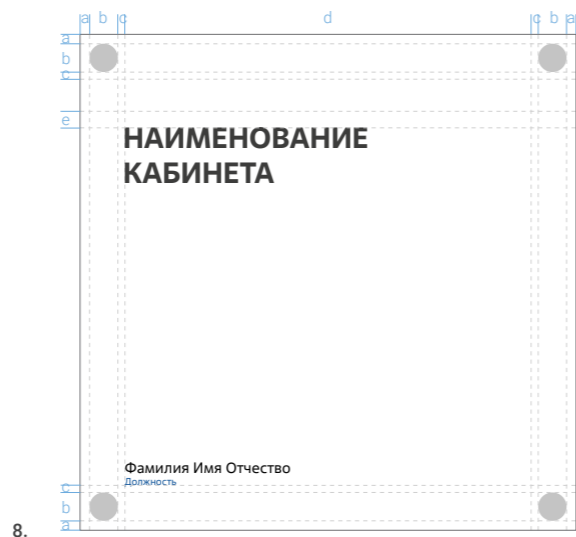 a b c d c b a
a
b
c
e
НАИМЕНОВАНИЕ
КАБИНЕТА
Фамилия Имя Отчество
Должность
c
b
a
8.